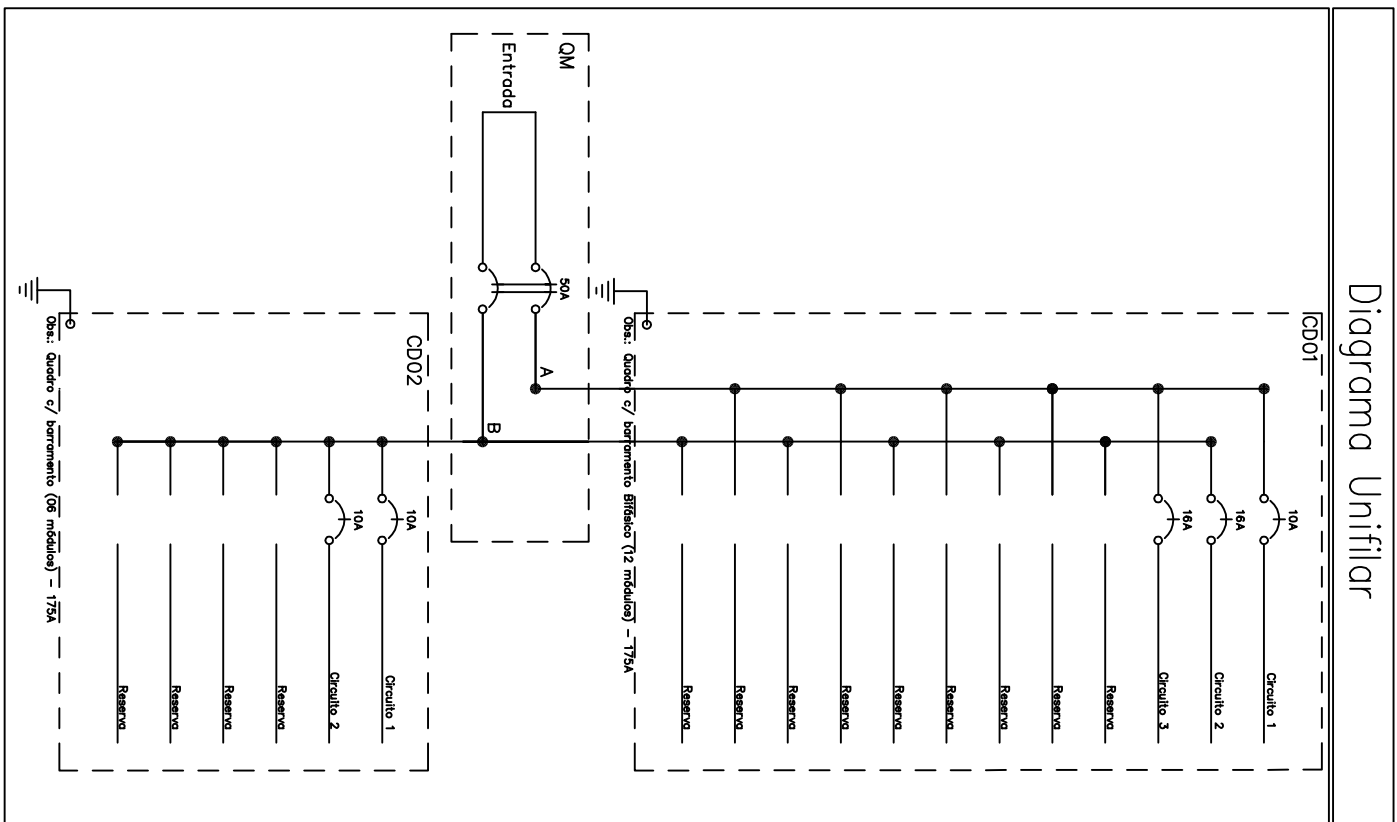 Diagrama Unifilar
CD01
10A
Circuito 1
16A
Circuito 2
16A
Circuito 3
Reserva
Reserva
Reserva
Reserva
Reserva
Reserva
Reserva
Reserva
Reserva
Obs.: Quadro c/ barramento Bifásico (12 módulos) - 175A
QM
Entrada
50A
A
B
CD02
10A
Circuito 1
10A
Circuito 2
Reserva
Reserva
Reserva
Reserva
Obs.: Quadro c/ barramento (06 módulos) - 175A